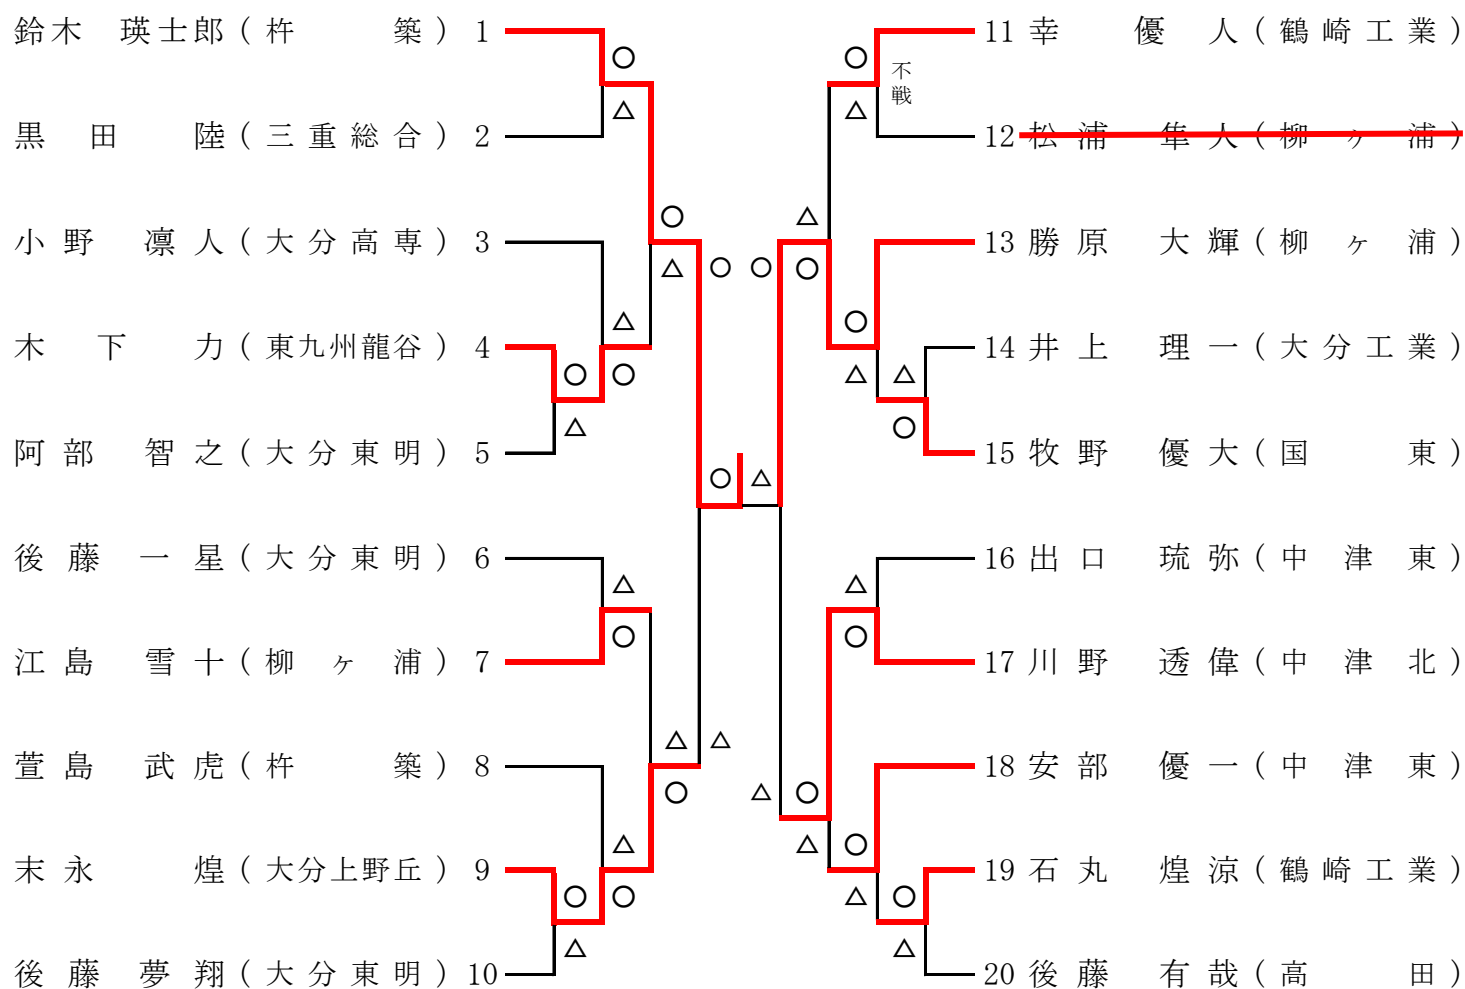 鈴木 瑛士郎 ( 杵 築 ) 1
黒田 陸 ( 三重総合 ) 2
小野 凛人 ( 大分高専 ) 3
木下 力 ( 東九州龍谷 ) 4
阿部 智之 ( 大分東明 ) 5
後藤 一星 ( 大分東明 ) 6
江島 雪十 ( 柳ヶ浦 ) 7
萱島 武虎 ( 杵 築 ) 8
末永 煌 ( 大分上野丘 ) 9
後藤 夢翔 ( 大分東明 ) 10
11 幸 優人 ( 鶴崎工業 )
不戦
12 松浦 隼人 ( 柳ヶ浦 )
13 勝原 大輝 ( 柳ヶ浦 )
14 井上 理一 ( 大分工業 )
15 牧野 優大 ( 国 東 )
16 出口 琉弥 ( 中津東 )
17 川野 透偉 ( 中津北 )
18 安部 優一 ( 中津東 )
19 石丸 煌涼 ( 鶴崎工業 )
20 後藤 有哉 ( 高 田 )